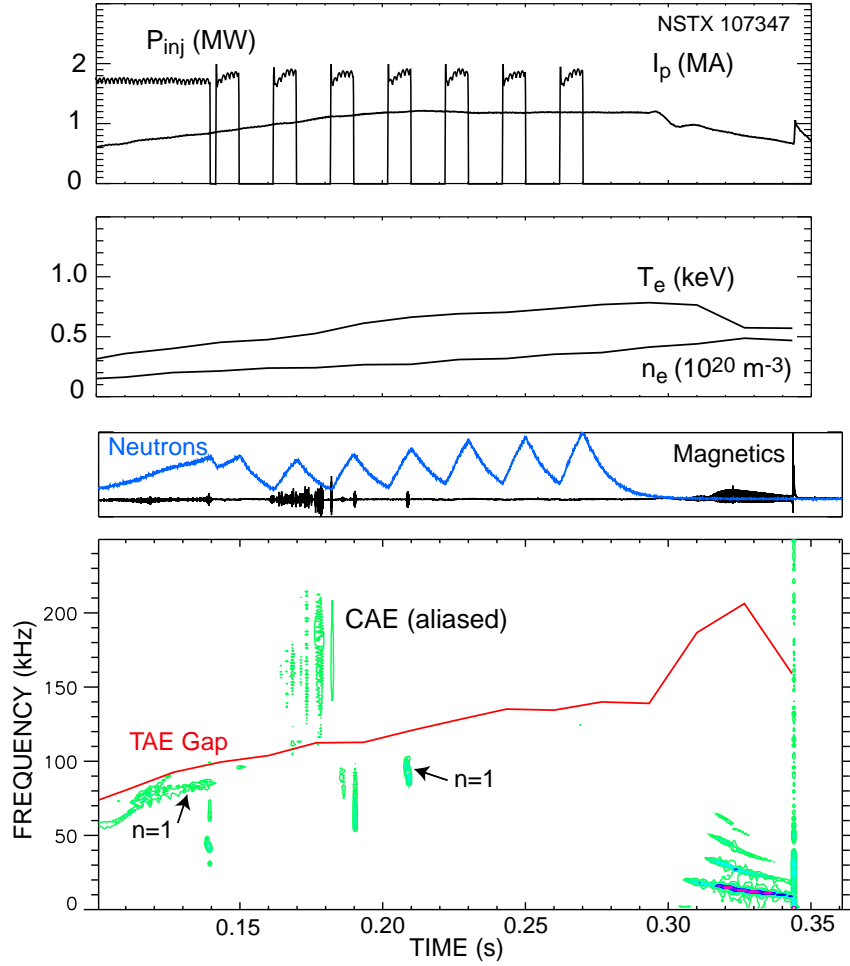 NSTX 107347
P_inj (MW)
I_p (MA)
2
1
0
T_e (keV)
1.0
0.5
0
n_e (10^20 m^-3)
Neutrons
Magnetics
CAE (aliased)
TAE Gap
n=1
n=1
FREQUENCY (kHz)
200
150
100
50
0
0.15 0.20 0.25 0.30 0.35
TIME (s)